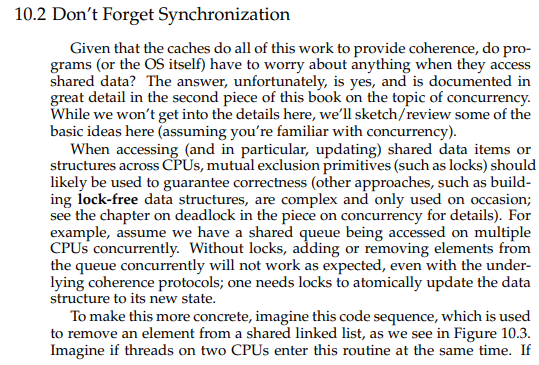 10.2 Don't Forget Synchronization
Given that the caches do all of this work to provide coherence, do pro-
grams (or the OS itself) have to worry about anything when they access
shared data? The answer, unfortunately, is yes, and is documented in
great detail in the second piece of this book on the topic of concurrency.
While we won't get into the details here, we'll sketch/review some of the
basic ideas here (assuming you're familiar with concurrency).
When accessing (and in particular, updating) shared data items or
structures across CPUs, mutual exclusion primitives (such as locks) should
likely be used to guarantee correctness (other approaches, such as build-
ing lock-free data structures, are complex and only used on occasion;
see the chapter on deadlock in the piece on concurrency for details). For
example, assume we have a shared queue being accessed on multiple
CPUs concurrently. Without locks, adding or removing elements from
the queue concurrently will not work as expected, even with the under-
lying coherence protocols; one needs locks to atomically update the data
structure to its new state.
To make this more concrete, imagine this code sequence, which is used
to remove an element from a shared linked list, as we see in Figure 10.3.
Imagine if threads on two CPUs enter this routine at the same time. If